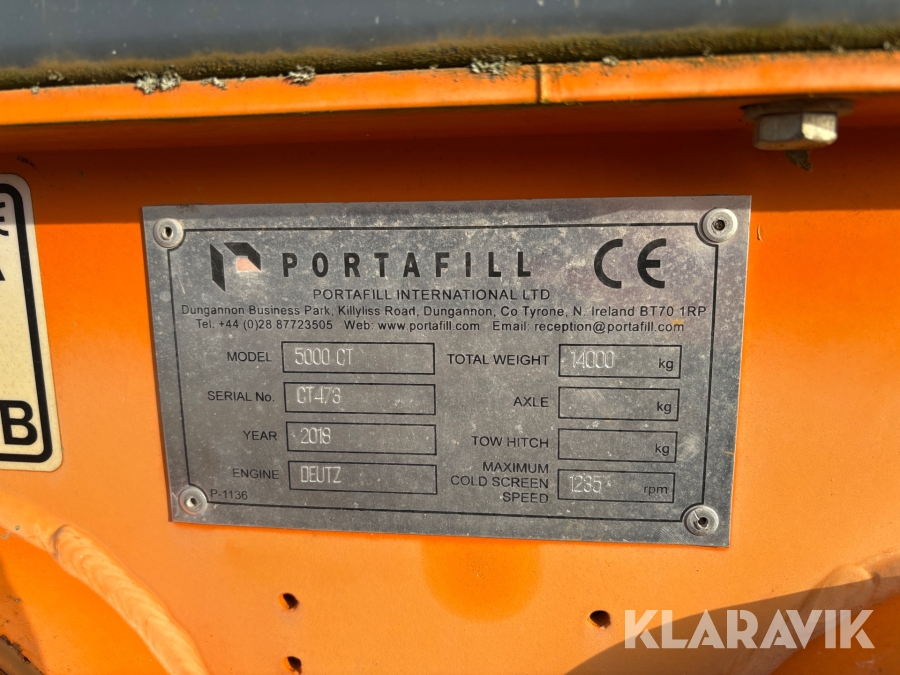 PORTAFILL CE
PORTAFILL INTERNATIONAL LTD
Dungannon Business Park, Killyliss Road, Dungannon, Co Tyrone, N. Ireland BT70 1RP
Tel. +44 (0)28 87723505 Web: www.portafill.com Email: reception@portafill.com
MODEL 5000 CT TOTAL WEIGHT 14000 kg
SERIAL No. CT473 AXLE kg
YEAR 2018 TOW HITCH kg
ENGINE DEUTZ MAXIMUM COLD SCREEN SPEED 1235 rpm
P-1136
B
KLARAVIK